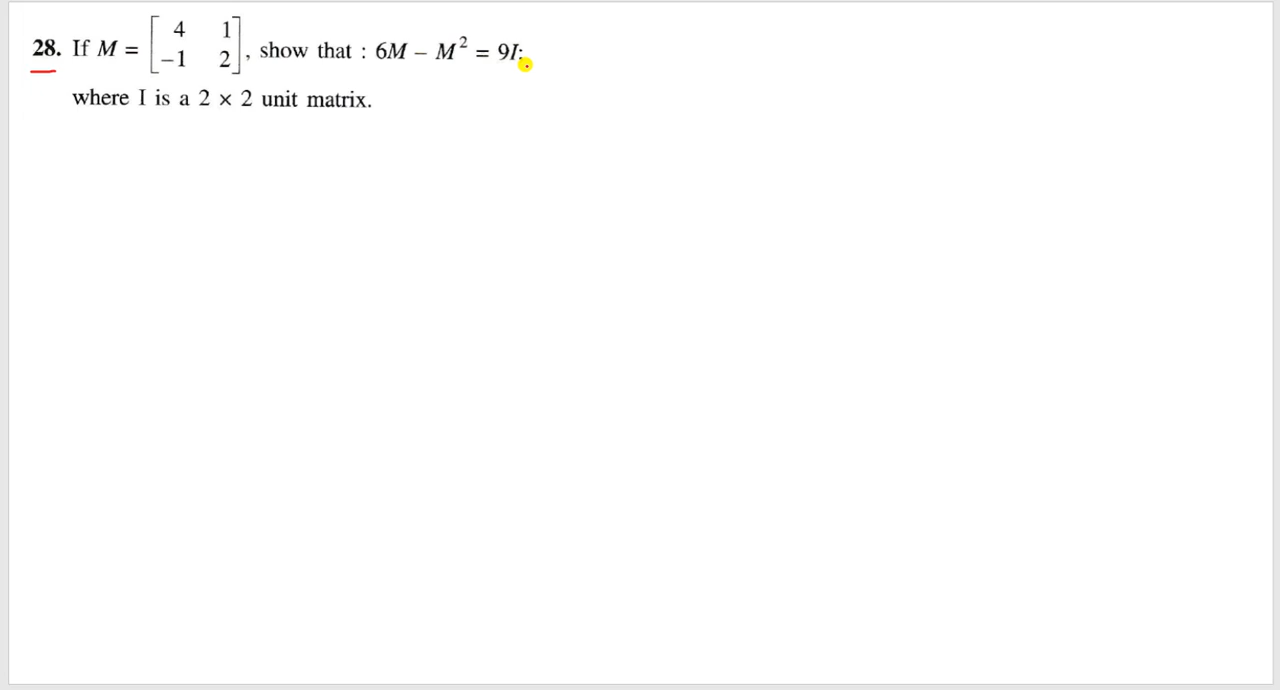 28. If M = [4 1
-1 2], show that : 6M – M² = 9I;
where I is a 2 × 2 unit matrix.